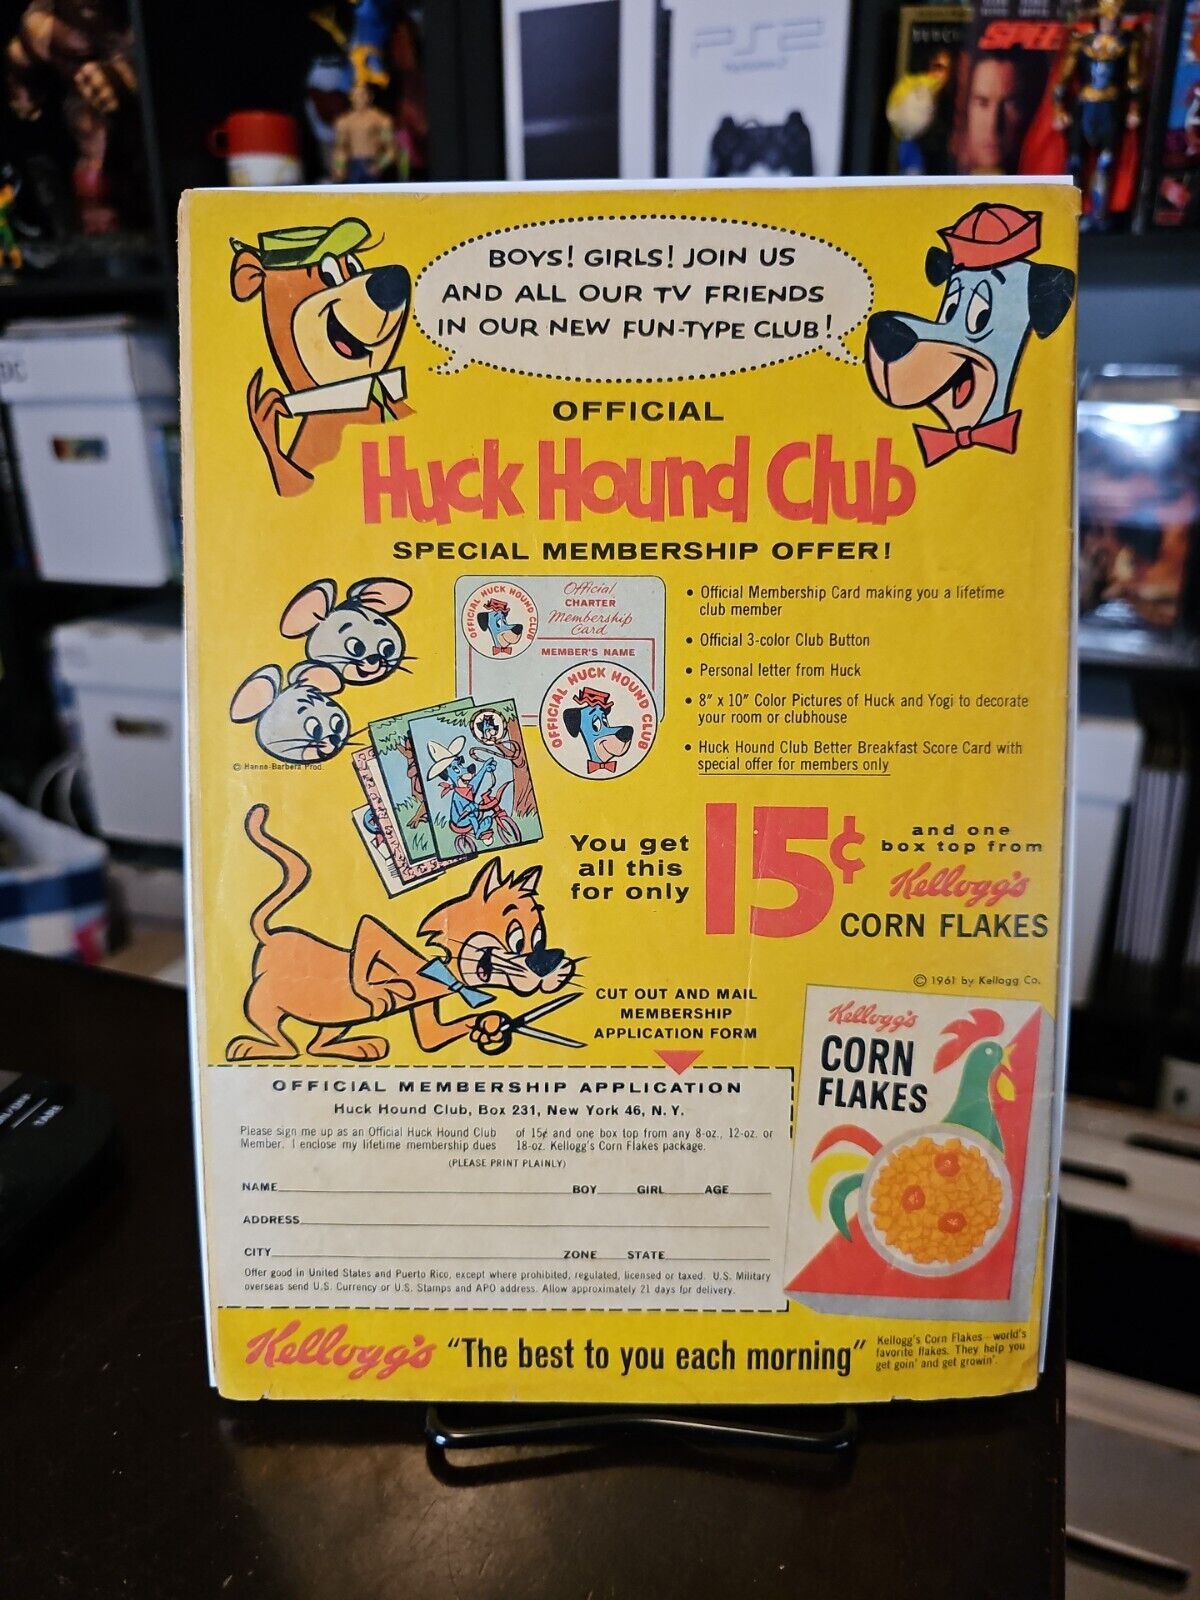 PS2
SPEE
BOYS! GIRLS! JOIN US
AND ALL OUR TV FRIENDS
IN OUR NEW FUN-TYPE CLUB!
OFFICIAL
Huck Hound Club
SPECIAL MEMBERSHIP OFFER!
OFFICIAL HUCK HOUND CLUB
Official
CHARTER
Membership
Card
MEMBER'S NAME
OFFICIAL HUCK HOUND CLUB
• Official Membership Card making you a lifetime
club member
• Official 3-color Club Button
• Personal letter from Huck
• 8" x 10" Color Pictures of Huck and Yogi to decorate
your room or clubhouse
• Huck Hound Club Better Breakfast Score Card with
special offer for members only
© Hanna-Barbera Prod.
You get
all this
for only
15¢
and one
box top from
Kellogg's
CORN FLAKES
© 1961 by Kellogg Co.
CUT OUT AND MAIL
MEMBERSHIP
APPLICATION FORM
Kellogg's
CORN
FLAKES
OFFICIAL MEMBERSHIP APPLICATION
Huck Hound Club, Box 231, New York 46, N. Y.
Please sign me up as an Official Huck Hound Club
Member. I enclose my lifetime membership dues
of 15¢ and one box top from any 8-oz., 12-oz. or
18-oz. Kellogg's Corn Flakes package.
(PLEASE PRINT PLAINLY)
NAME BOY GIRL AGE
ADDRESS
CITY ZONE STATE
Offer good in United States and Puerto Rico, except where prohibited, regulated, licensed or taxed. U.S. Military
overseas send U.S. Currency or U.S. Stamps and APO address. Allow approximately 21 days for delivery.
Kellogg's "The best to you each morning"
Kellogg's Corn Flakes—world's
favorite flakes. They help you
get goin' and get growin'.
TAPE